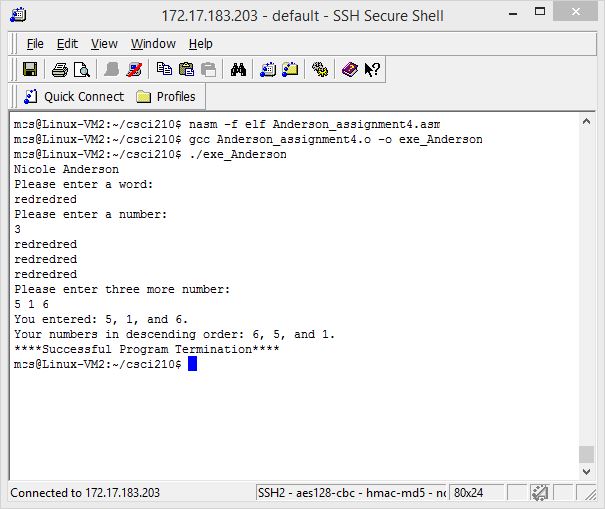 172.17.183.203 - default - SSH Secure Shell
File Edit View Window Help
Quick Connect Profiles
mcs@Linux-VM2:~/csci210$ nasm -f elf Anderson_assignment4.asm
mcs@Linux-VM2:~/csci210$ gcc Anderson_assignment4.o -o exe_Anderson
mcs@Linux-VM2:~/csci210$ ./exe_Anderson
Nicole Anderson
Please enter a word:
redredred
Please enter a number:
3
redredred
redredred
redredred
Please enter three more number:
5 1 6
You entered: 5, 1, and 6.
Your numbers in descending order: 6, 5, and 1.
****Successful Program Termination****
mcs@Linux-VM2:~/csci210$
Connected to 172.17.183.203 SSH2 - aes128-cbc - hmac-md5 - no 80x24